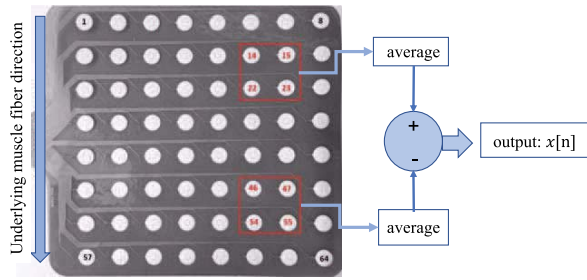 Underlying muscle fiber direction
1
8
14 15
22 23
46 47
54 55
57
64
average
+
-
average
output: x[n]